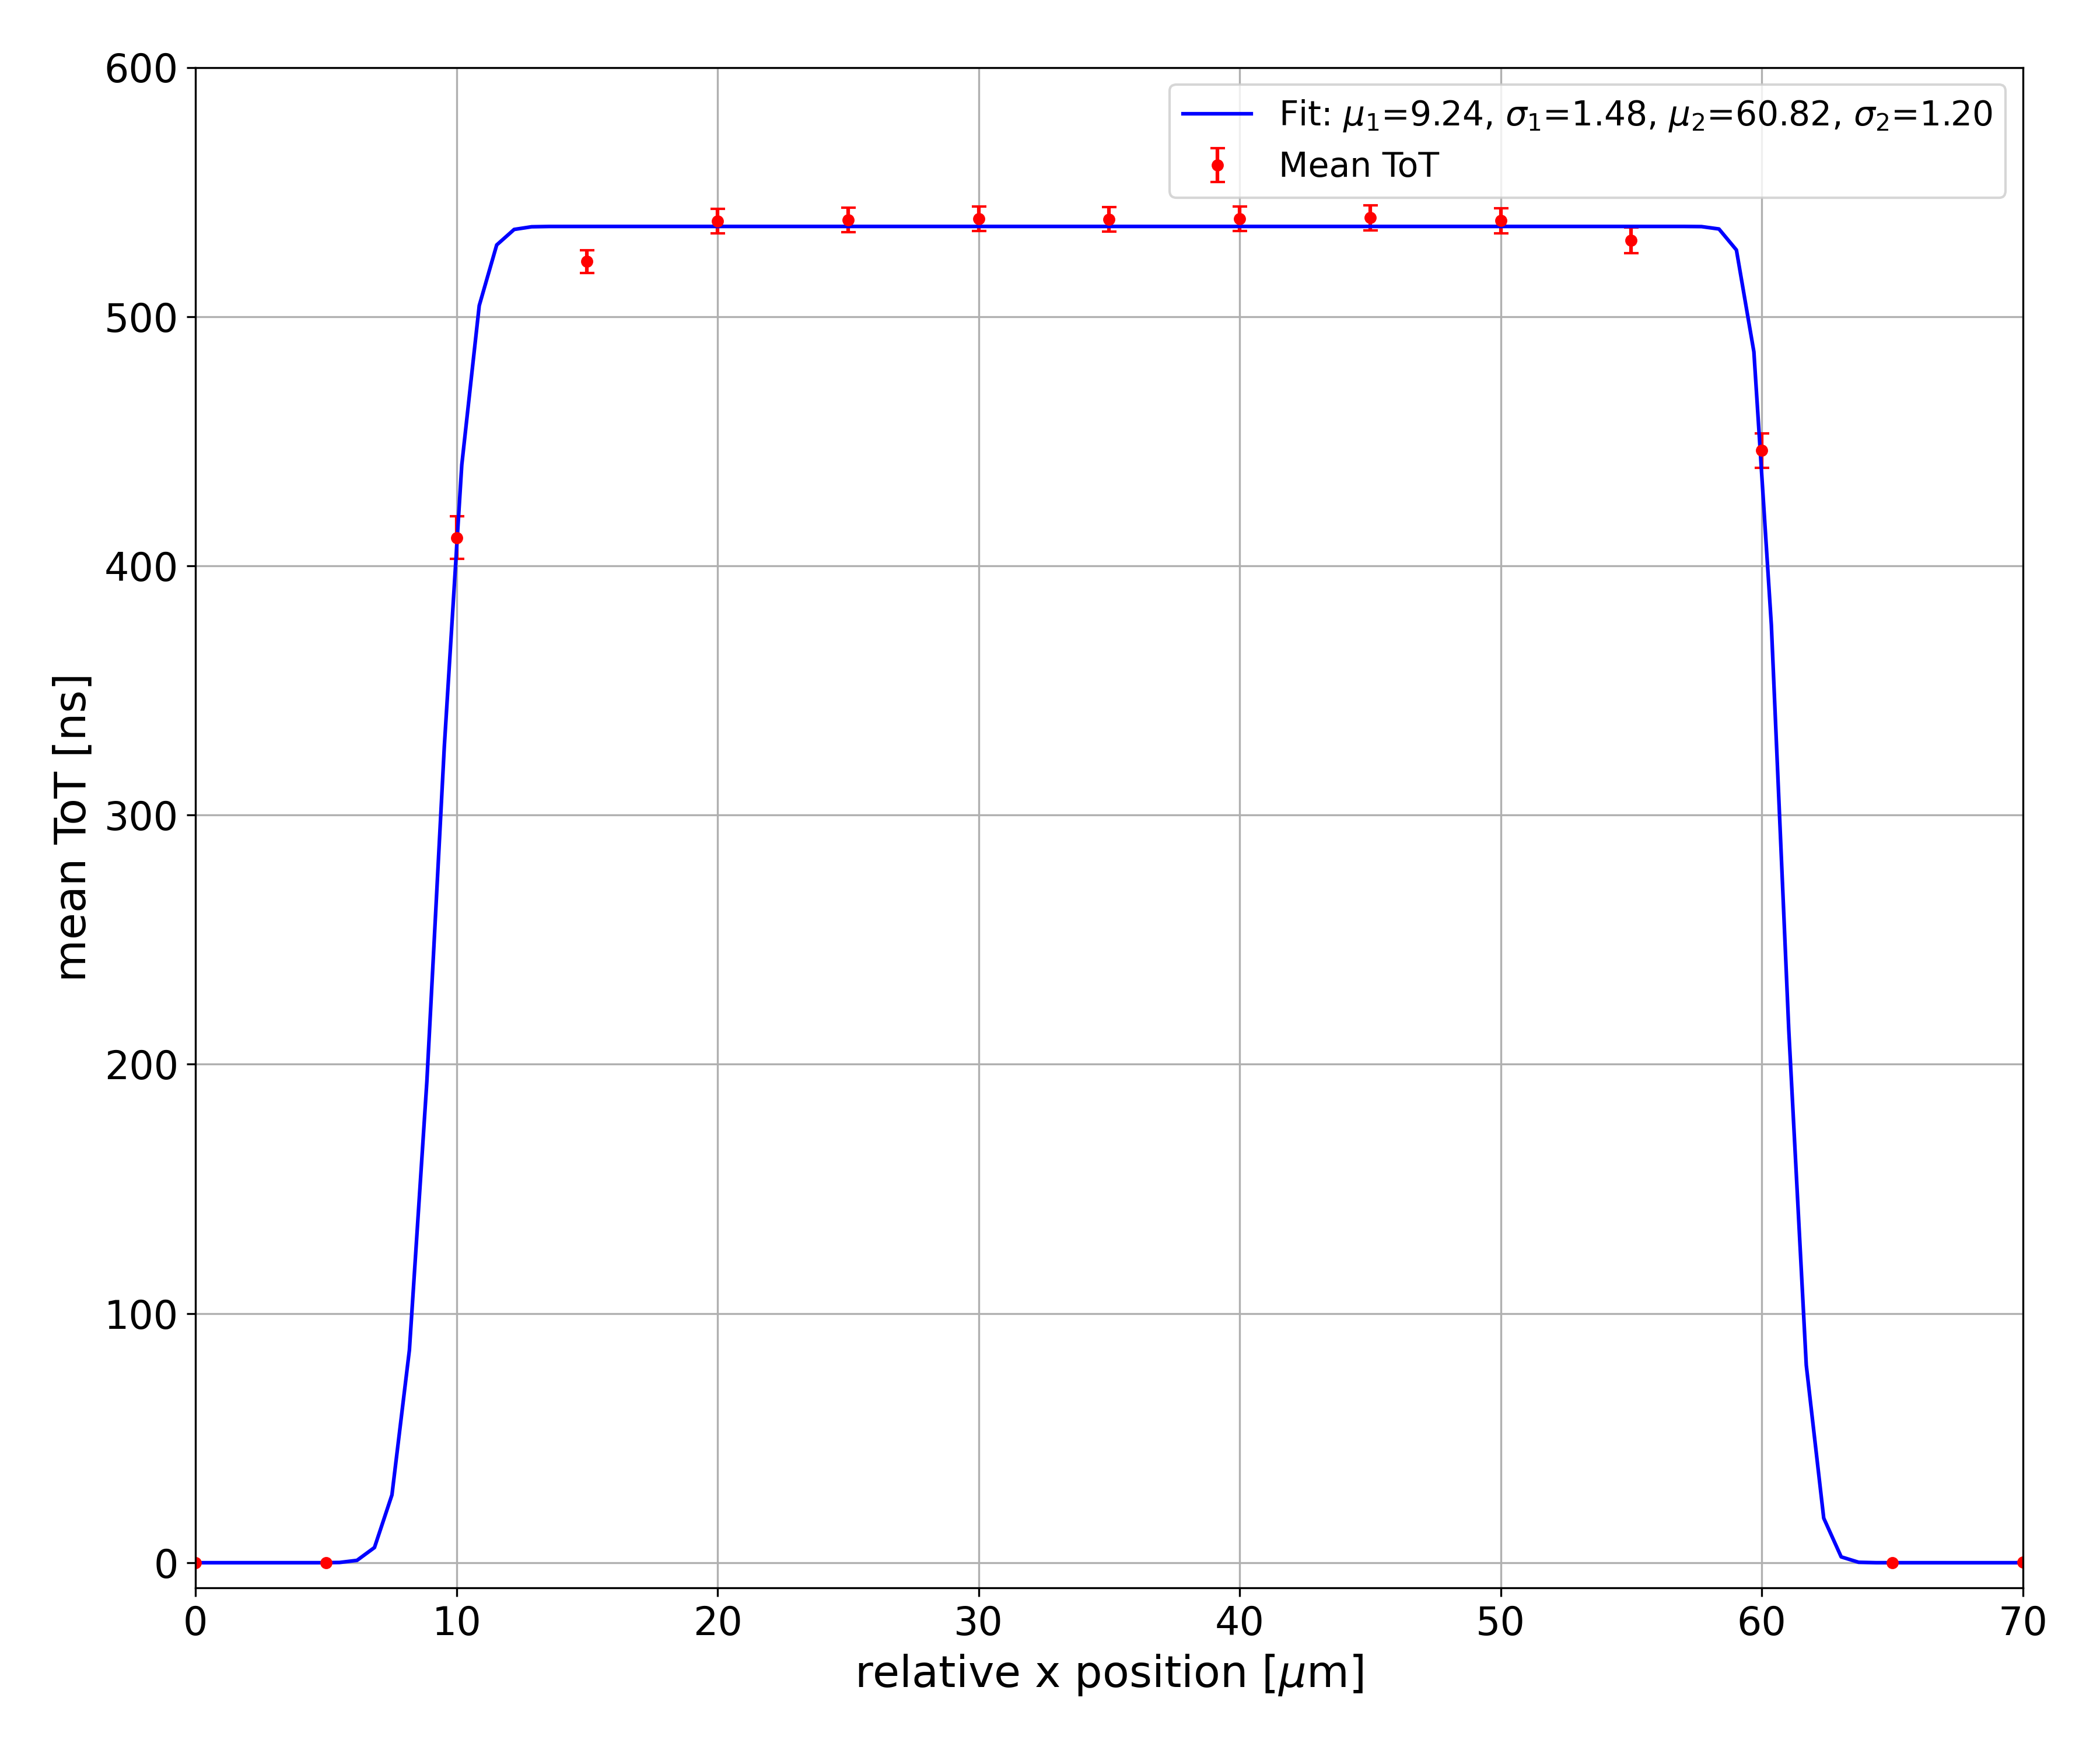 600
500
400
300
200
100
0
mean ToT [ns]
Fit: μ₁=9.24, σ₁=1.48, μ₂=60.82, σ₂=1.20
Mean ToT
0 10 20 30 40 50 60 70
relative x position [μm]